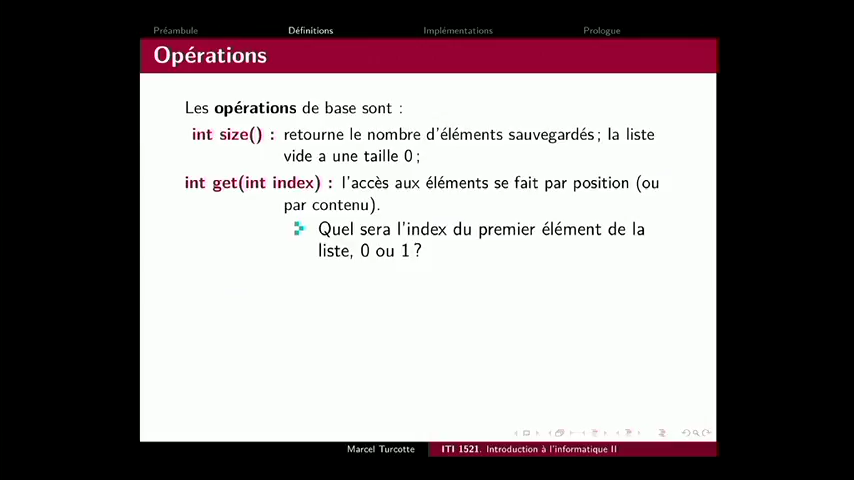 Préambule Définitions Implémentations Prologue
Opérations
Les opérations de base sont :
int size() : retourne le nombre d'éléments sauvegardés ; la liste
vide a une taille 0 ;
int get(int index) : l'accès aux éléments se fait par position (ou
par contenu).
Quel sera l'index du premier élément de la
liste, 0 ou 1 ?
Marcel Turcotte ITI 1521. Introduction à l'informatique II